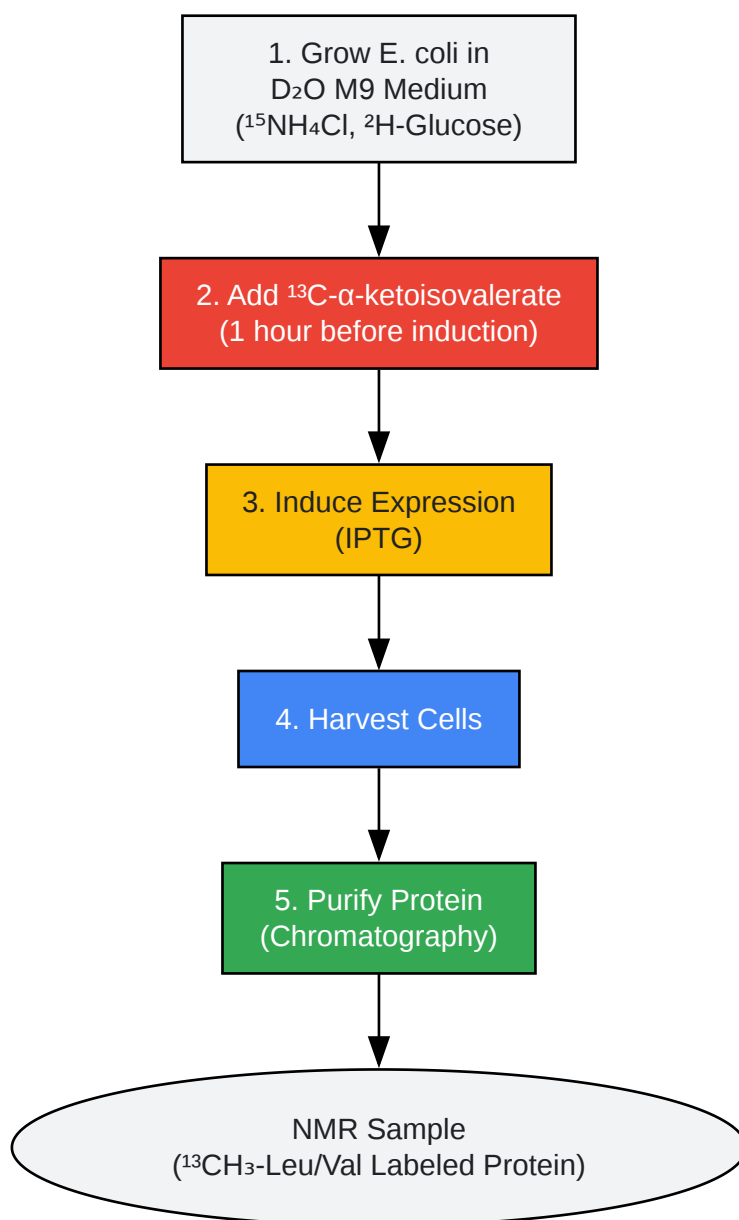 1. Grow E. coli in
D₂O M9 Medium
(¹⁵NH₄Cl, ²H-Glucose)
2. Add ¹³C-α-ketoisovalerate
(1 hour before induction)
3. Induce Expression
(IPTG)
4. Harvest Cells
5. Purify Protein
(Chromatography)
NMR Sample
(¹³CH₃-Leu/Val Labeled Protein)